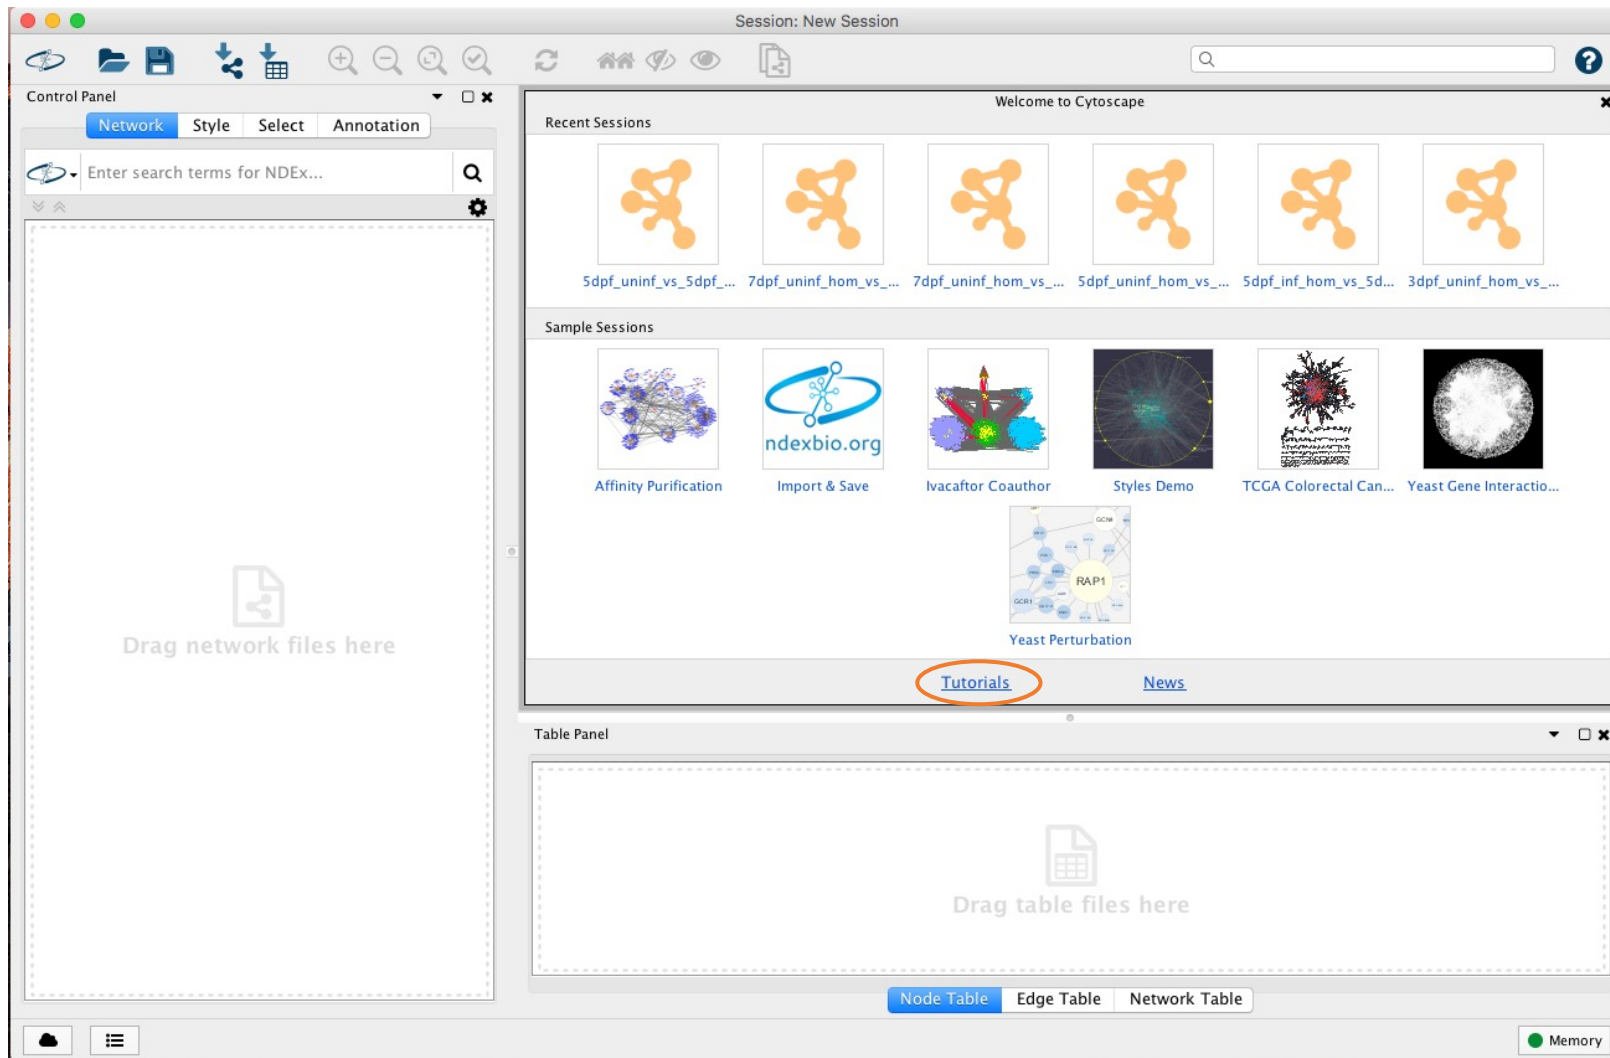 Session: New Session
Control Panel
Network Style Select Annotation
Enter search terms for NDEx...
Drag network files here
Welcome to Cytoscape
Recent Sessions
5dpf_uninf_vs_5dpf_... 7dpf_uninf_hom_vs_... 7dpf_uninf_hom_vs_... 5dpf_uninf_hom_vs_... 5dpf_inf_hom_vs_5d... 3dpf_uninf_hom_vs_...
Sample Sessions
ndexbio.org
Affinity Purification Import & Save Ivacaftor Coauthor Styles Demo TCGA Colorectal Can... Yeast Gene Interactio...
RAP1
GCR1
Yeast Perturbation
Tutorials News
Table Panel
Drag table files here
Node Table Edge Table Network Table
Memory